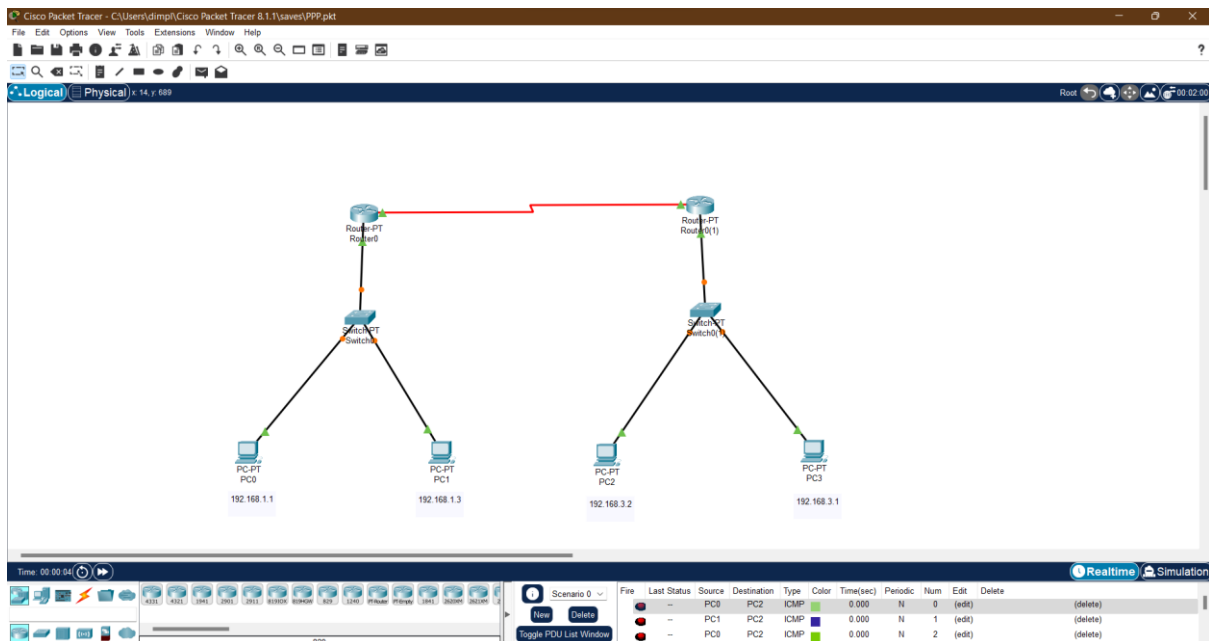 Cisco Packet Tracer - C:\Users\dimpl\Cisco Packet Tracer 8.1.1\saves\PPP.pkt
File Edit Options View Tools Extensions Window Help
?
Logical Physical x: 14, y: 689 Root 00:02:00
Router-PT
Router0
Router-PT
Router0(1)
Switch-PT
Switch0
Switch-PT
Switch0(1)
PC-PT
PC0
192.168.1.1
PC-PT
PC1
192.168.1.3
PC-PT
PC2
192.168.3.2
PC-PT
PC3
192.168.3.1
Time: 00:00:04 Realtime Simulation
4331 4321 1941 2901 2911 819IOX 819HGW 829 1240 PT-Router PT-Empty 1941 2620XM 2621XM
Scenario 0
New Delete
Toggle PDU List Window
Fire Last Status Source Destination Type Color Time(sec) Periodic Num Edit Delete
-- PC0 PC2 ICMP 0.000 N 0 (edit) (delete)
-- PC1 PC2 ICMP 0.000 N 1 (edit) (delete)
-- PC0 PC2 ICMP 0.000 N 2 (edit) (delete)